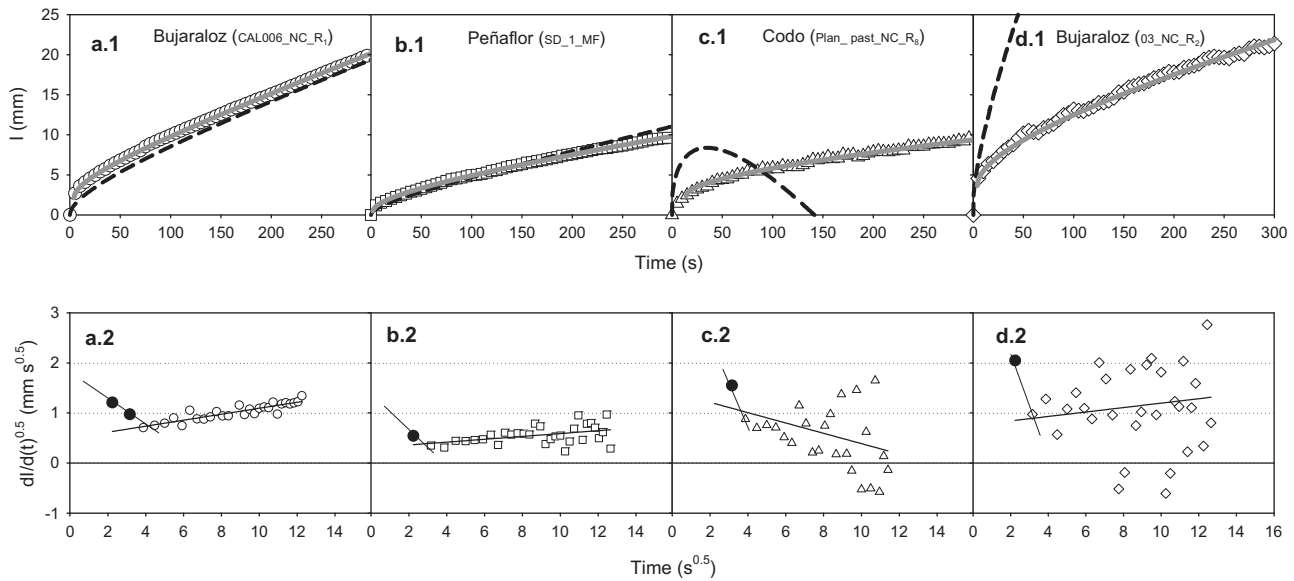 a.1 Bujaraloz (CAL006_NC_R1)
b.1 Peñaflor (SD_1_MF)
c.1 Codo (Plan_ past_NC_R8)
d.1 Bujaraloz (03_NC_R2)
25
20
15
10
5
0
I (mm)
0 50 100 150 200 250
0 50 100 150 200 250
0 50 100 150 200 250
0 50 100 150 200 250 300
Time (s)
a.2
b.2
c.2
d.2
3
2
1
0
-1
dI/d(t)^0.5 (mm s^0.5)
0 2 4 6 8 10 12 14
0 2 4 6 8 10 12 14
0 2 4 6 8 10 12 14
0 2 4 6 8 10 12 14 16
Time (s^0.5)